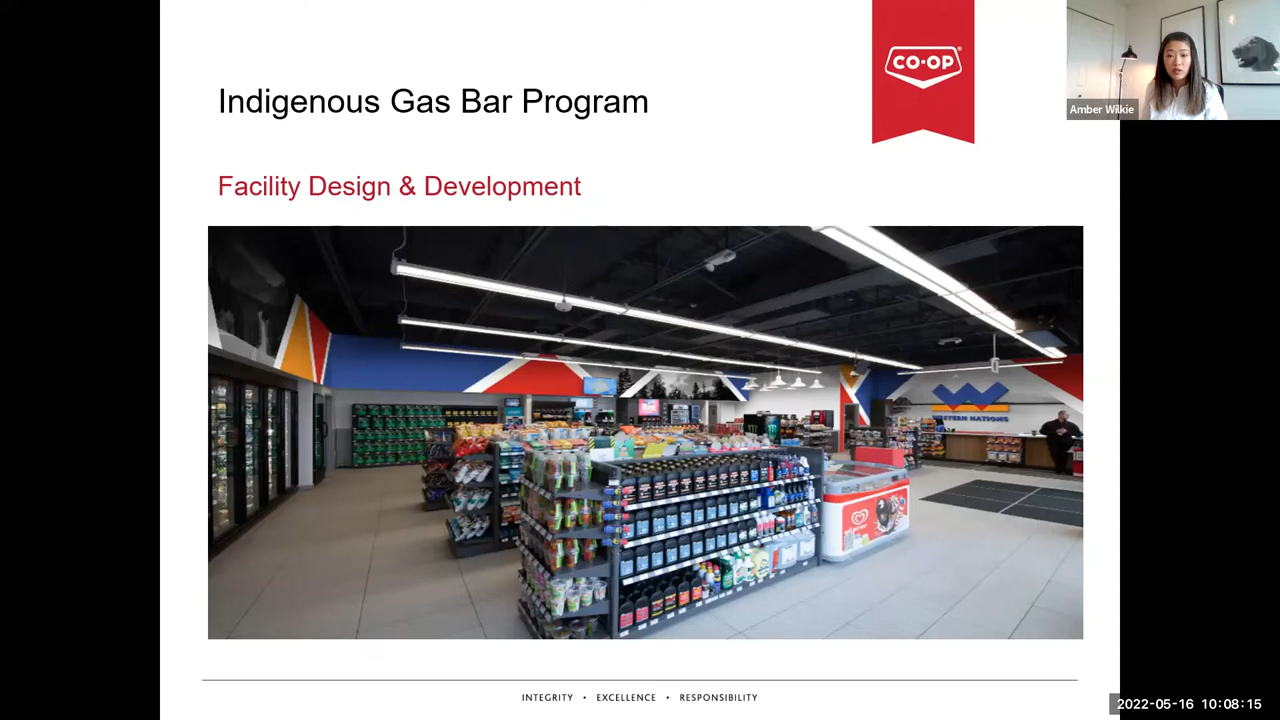 CO-OP
Indigenous Gas Bar Program
Amber Wilkie
Facility Design & Development
WESTERN NATIONS
INTEGRITY • EXCELLENCE • RESPONSIBILITY
2022-05-16 10:08:15